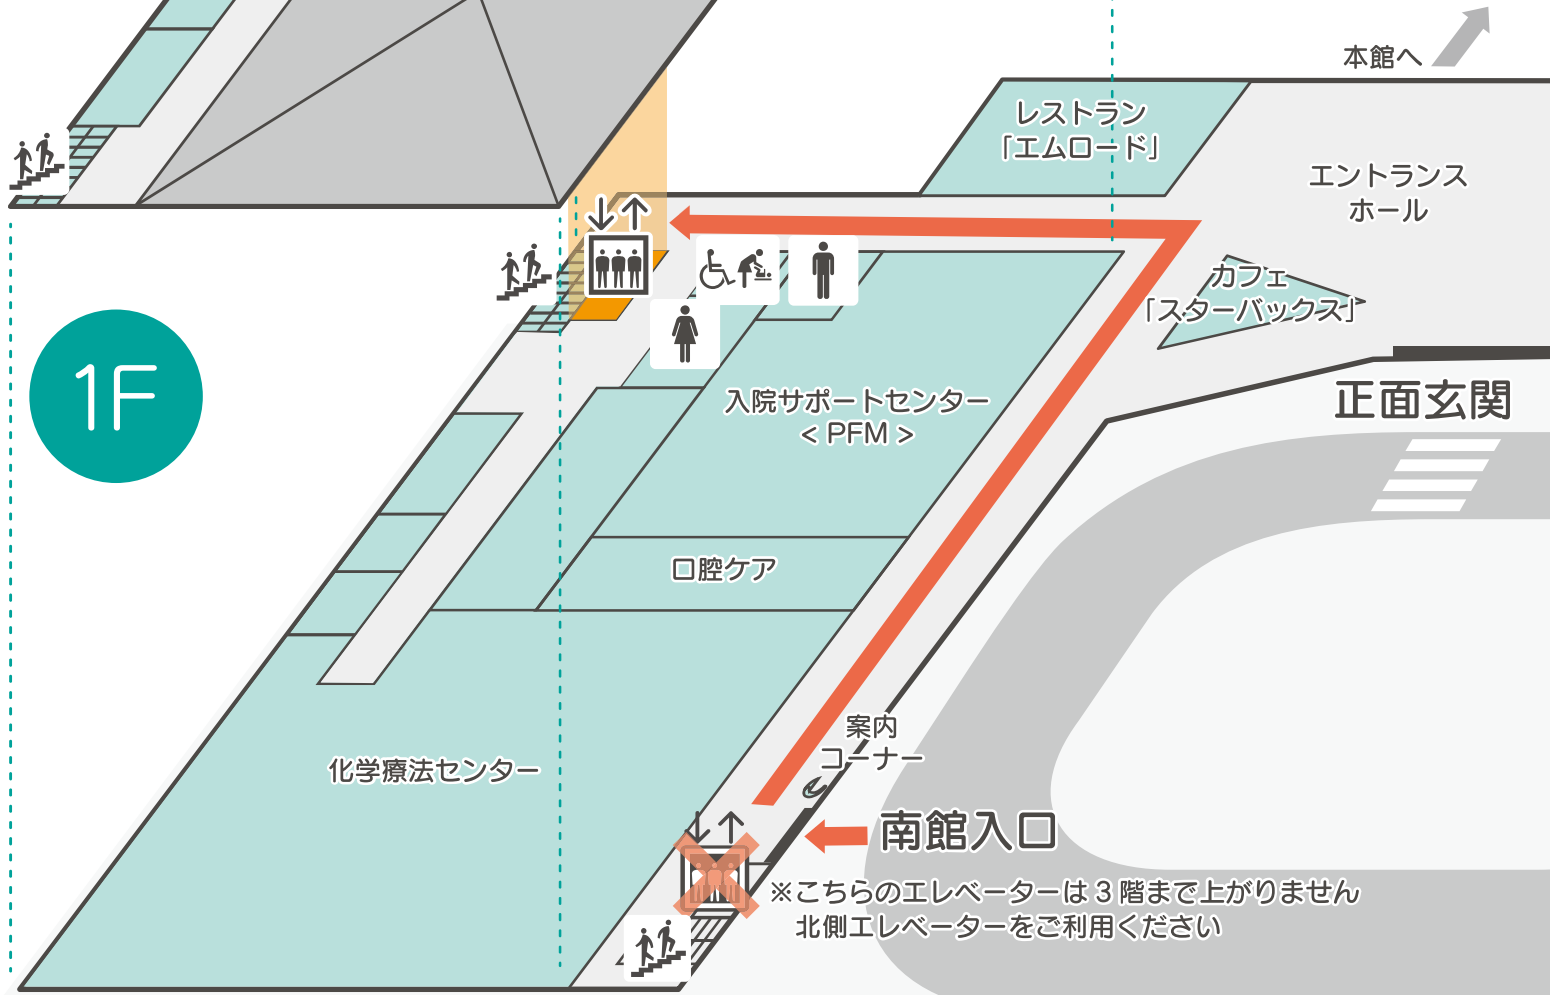 本館へ
レストラン
「エムロード」
エントランス
ホール
カフェ
「スターバックス」
1F
正面玄関
入院サポートセンター
< PFM >
口腔ケア
案内
コーナー
化学療法センター
南館入口
※こちらのエレベーターは3階まで上がりません
北側エレベーターをご利用ください